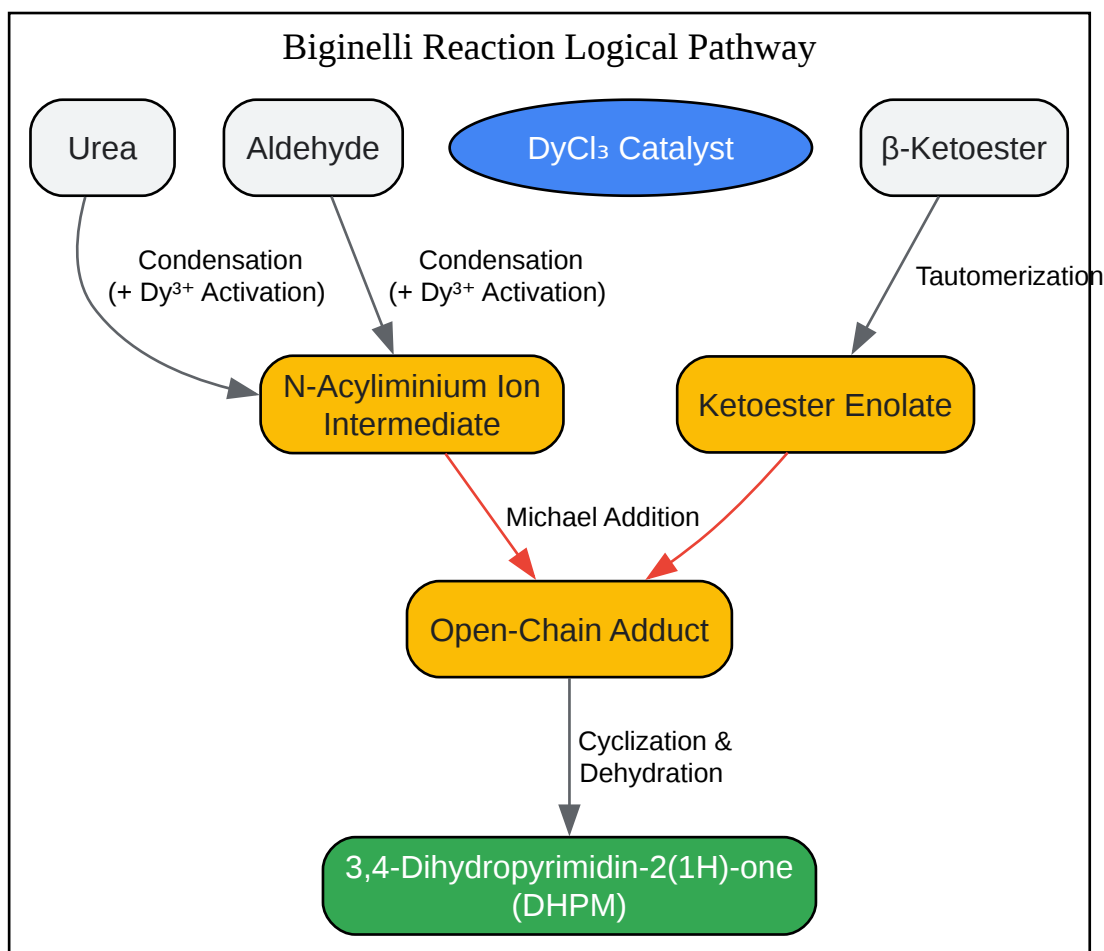 Biginelli Reaction Logical Pathway
Urea
Aldehyde
DyCl₃ Catalyst
β-Ketoester
Condensation
(+ Dy³⁺ Activation)
Condensation
(+ Dy³⁺ Activation)
Tautomerization
N-Acyliminium Ion
Intermediate
Ketoester Enolate
Michael Addition
Open-Chain Adduct
Cyclization &
Dehydration
3,4-Dihydropyrimidin-2(1H)-one
(DHPM)